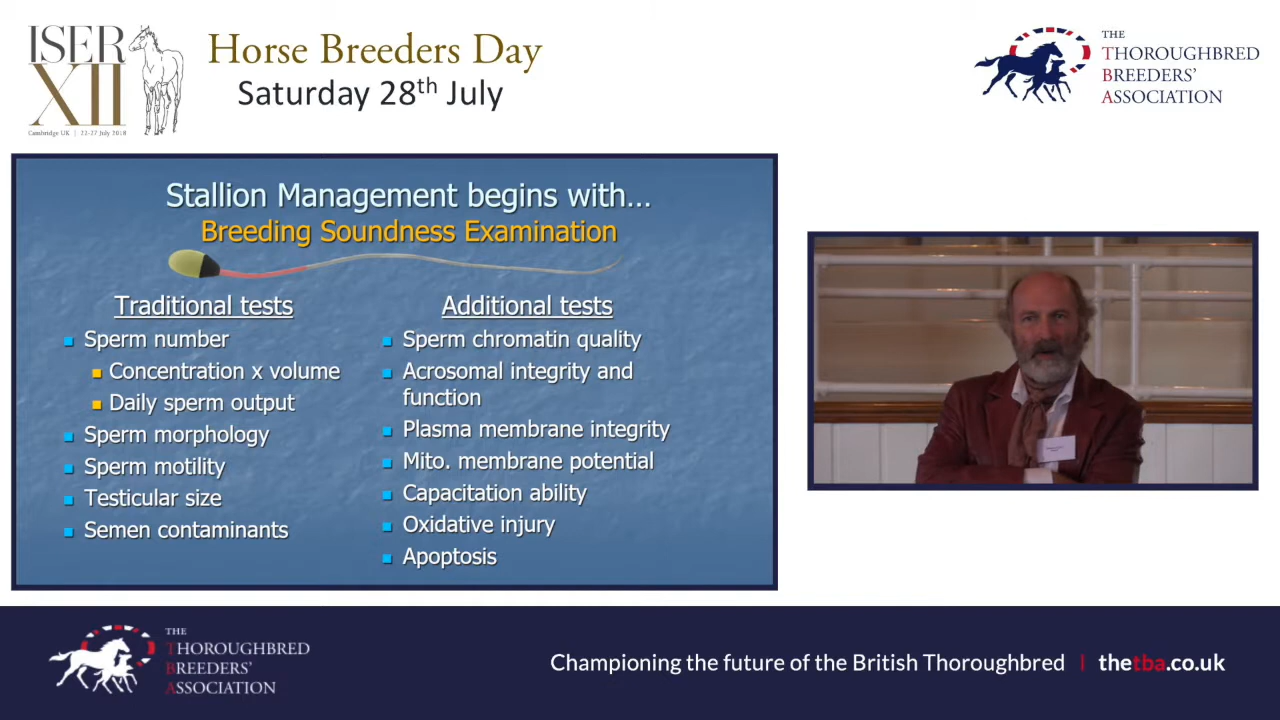 ISER
XII
Cambridge UK | 22-27 July 2018
Horse Breeders Day
Saturday 28th July
THE
THOROUGHBRED
BREEDERS'
ASSOCIATION
Stallion Management begins with...
Breeding Soundness Examination
Traditional tests
Sperm number
Concentration x volume
Daily sperm output
Sperm morphology
Sperm motility
Testicular size
Semen contaminants
Additional tests
Sperm chromatin quality
Acrosomal integrity and
function
Plasma membrane integrity
Mito. membrane potential
Capacitation ability
Oxidative injury
Apoptosis
THE
THOROUGHBRED
BREEDERS'
ASSOCIATION
Championing the future of the British Thoroughbred | thetba.co.uk